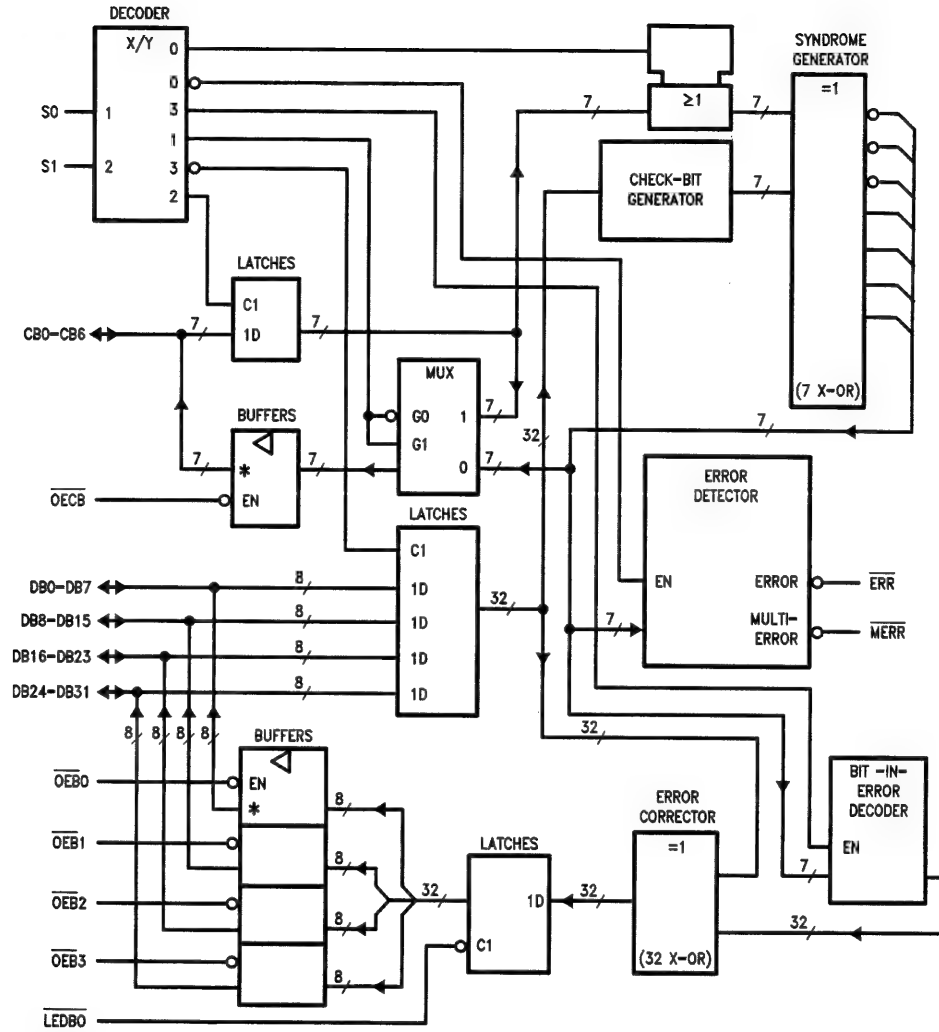 DECODER
X/Y
0
0
3
1
3
2
S0
1
S1
2
≥1
7
7
SYNDROME
GENERATOR
=1
(7 X-OR)
CHECK-BIT
GENERATOR
7
LATCHES
C1
1D
CB0-CB6
7
7
MUX
G0
G1
1
0
7
7
32
7
BUFFERS
*
EN
7
7
OECB
LATCHES
C1
1D
1D
1D
1D
DB0-DB7
8
DB8-DB15
8
DB16-DB23
8
DB24-DB31
8
32
ERROR
DETECTOR
EN
ERROR
MULTI-
ERROR
7
ERR
MERR
8
8
8
8
BUFFERS
EN
*
OEB0
OEB1
OEB2
OEB3
8
8
8
8
32
LATCHES
1D
C1
32
ERROR
CORRECTOR
=1
(32 X-OR)
32
BIT -IN-
ERROR
DECODER
EN
7
32
LEDBO